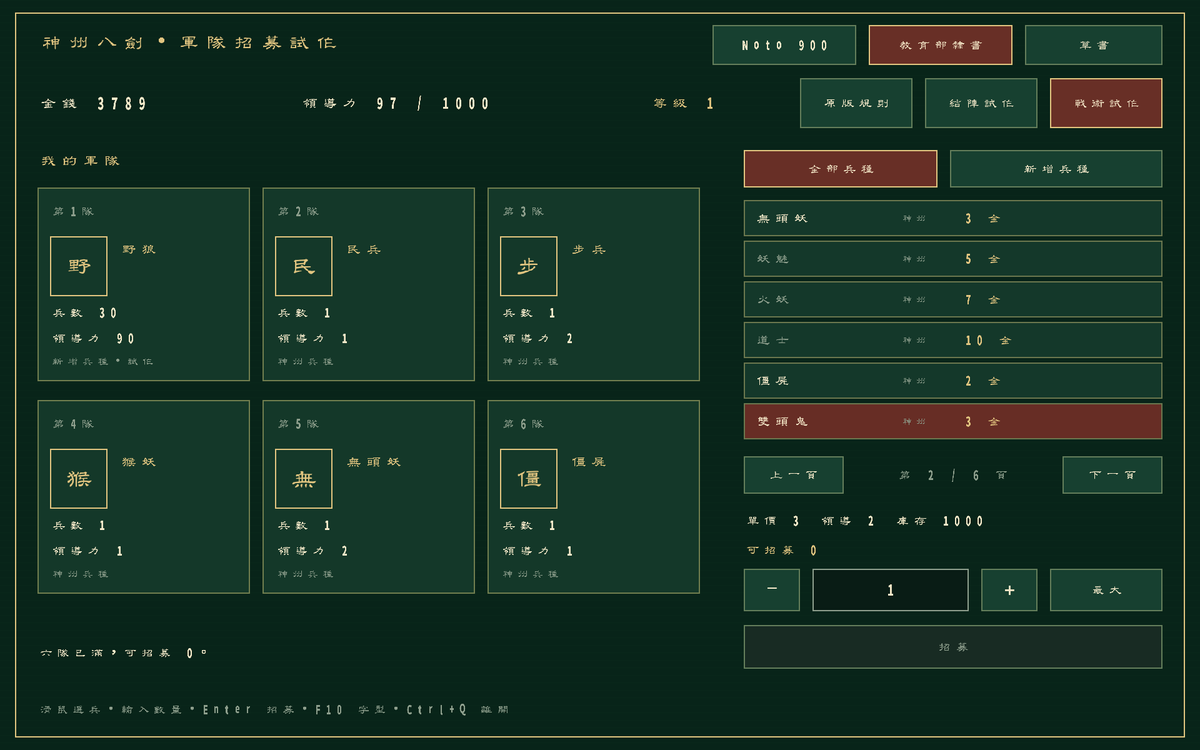 神州八劍•軍隊招募試作
Noto 900
教育部隸書
草書
金錢 3789
領導力 97 / 1000
等級 1
原版規則
結陣試作
戰術試作
我的軍隊
第1隊
野
野狼
兵數 30
領導力 90
新增兵種•試作
第2隊
民
民兵
兵數 1
領導力 1
神州兵種
第3隊
步
步兵
兵數 1
領導力 2
神州兵種
第4隊
猴
猴妖
兵數 1
領導力 1
神州兵種
第5隊
無
無頭妖
兵數 1
領導力 2
神州兵種
第6隊
僵
僵屍
兵數 1
領導力 1
神州兵種
六隊已滿，可招募 0。
滑鼠選兵•輸入數量•Enter 招募•F10 字型•Ctrl+Q 離開
全部兵種
新增兵種
無頭妖 神州 3 金
妖魅 神州 5 金
火妖 神州 7 金
道士 神州 10 金
僵屍 神州 2 金
雙頭鬼 神州 3 金
上一頁
第 2 / 6 頁
下一頁
單價 3 領導 2 庫存 1000
可招募 0
−
1
+
最大
招募